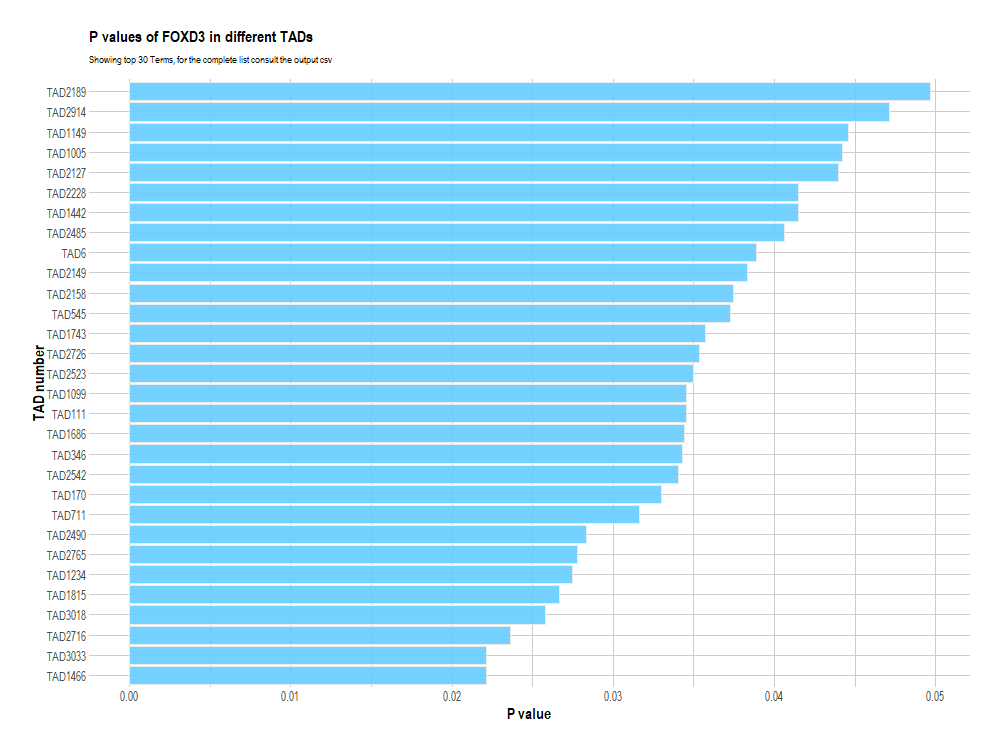 P values of FOXD3 in different TADs
Showing top 30 Terms, for the complete list consult the output csv
TAD number
TAD2189
TAD2914
TAD1149
TAD1005
TAD2127
TAD2228
TAD1442
TAD2485
TAD6
TAD2149
TAD2158
TAD545
TAD1743
TAD2726
TAD2523
TAD1099
TAD111
TAD1686
TAD346
TAD2542
TAD170
TAD711
TAD2490
TAD2765
TAD1234
TAD1815
TAD3018
TAD2716
TAD3033
TAD1466
0.00 0.01 0.02 0.03 0.04 0.05
P value